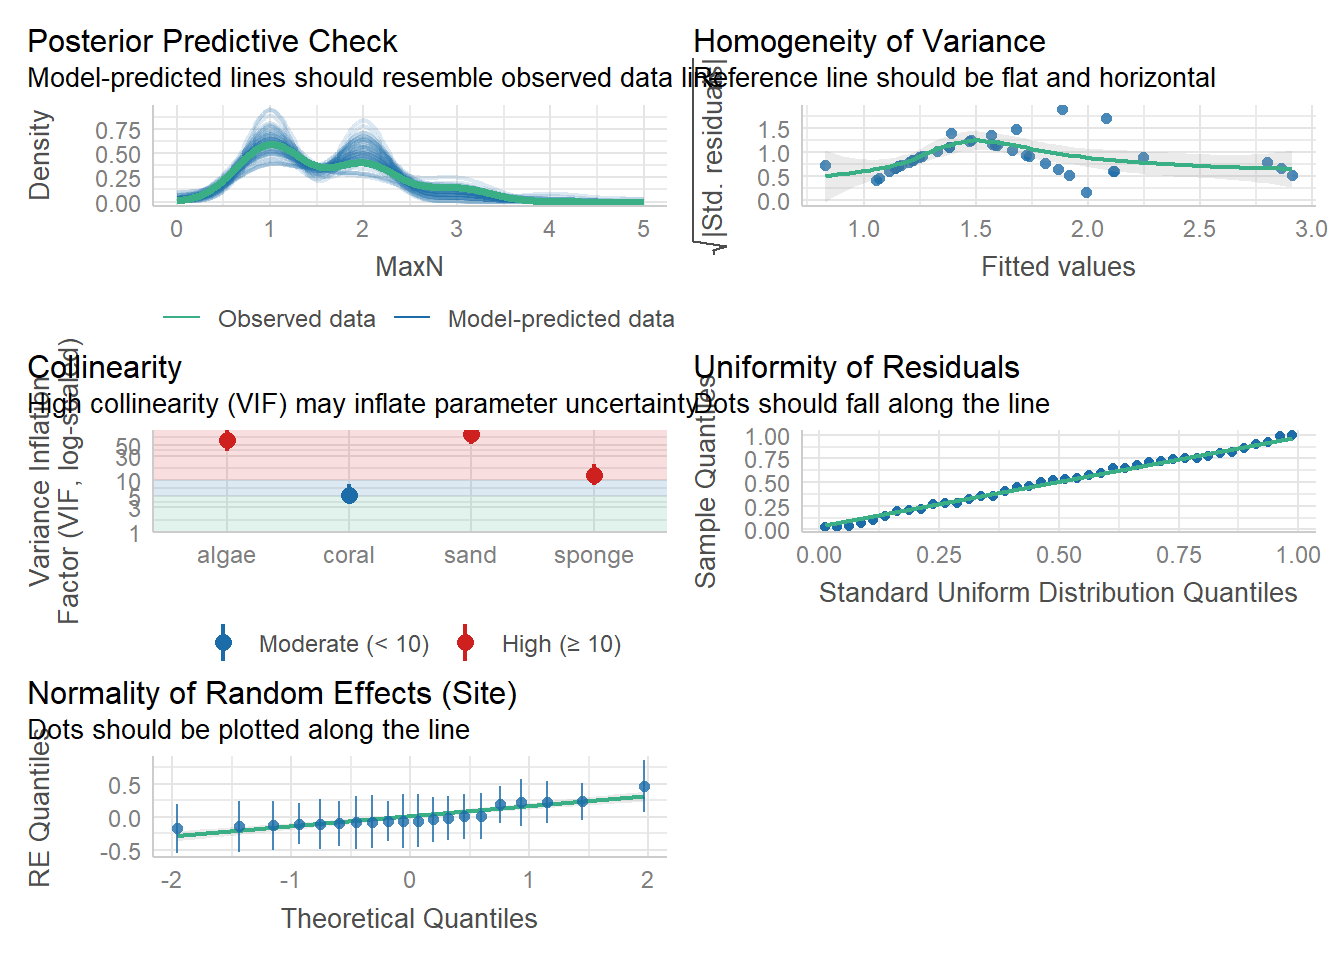 Posterior Predictive Check
Model-predicted lines should resemble observed data line
Density
0.75
0.50
0.25
0.00
0 1 2 3 4 5
MaxN
Observed data Model-predicted data
Homogeneity of Variance
Reference line should be flat and horizontal
√|Std. residuals|
1.5
1.0
0.5
0.0
1.0 1.5 2.0 2.5 3.0
Fitted values
Collinearity
High collinearity (VIF) may inflate parameter uncertainty
Variance Inflation
Factor (VIF, log-scaled)
50
30
10
5
3
1
algae coral sand sponge
Moderate (< 10) High (≥ 10)
Uniformity of Residuals
Dots should fall along the line
Sample Quantiles
1.00
0.75
0.50
0.25
0.00
0.00 0.25 0.50 0.75 1.00
Standard Uniform Distribution Quantiles
Normality of Random Effects (Site)
Dots should be plotted along the line
RE Quantiles
0.5
0.0
-0.5
-2 -1 0 1 2
Theoretical Quantiles